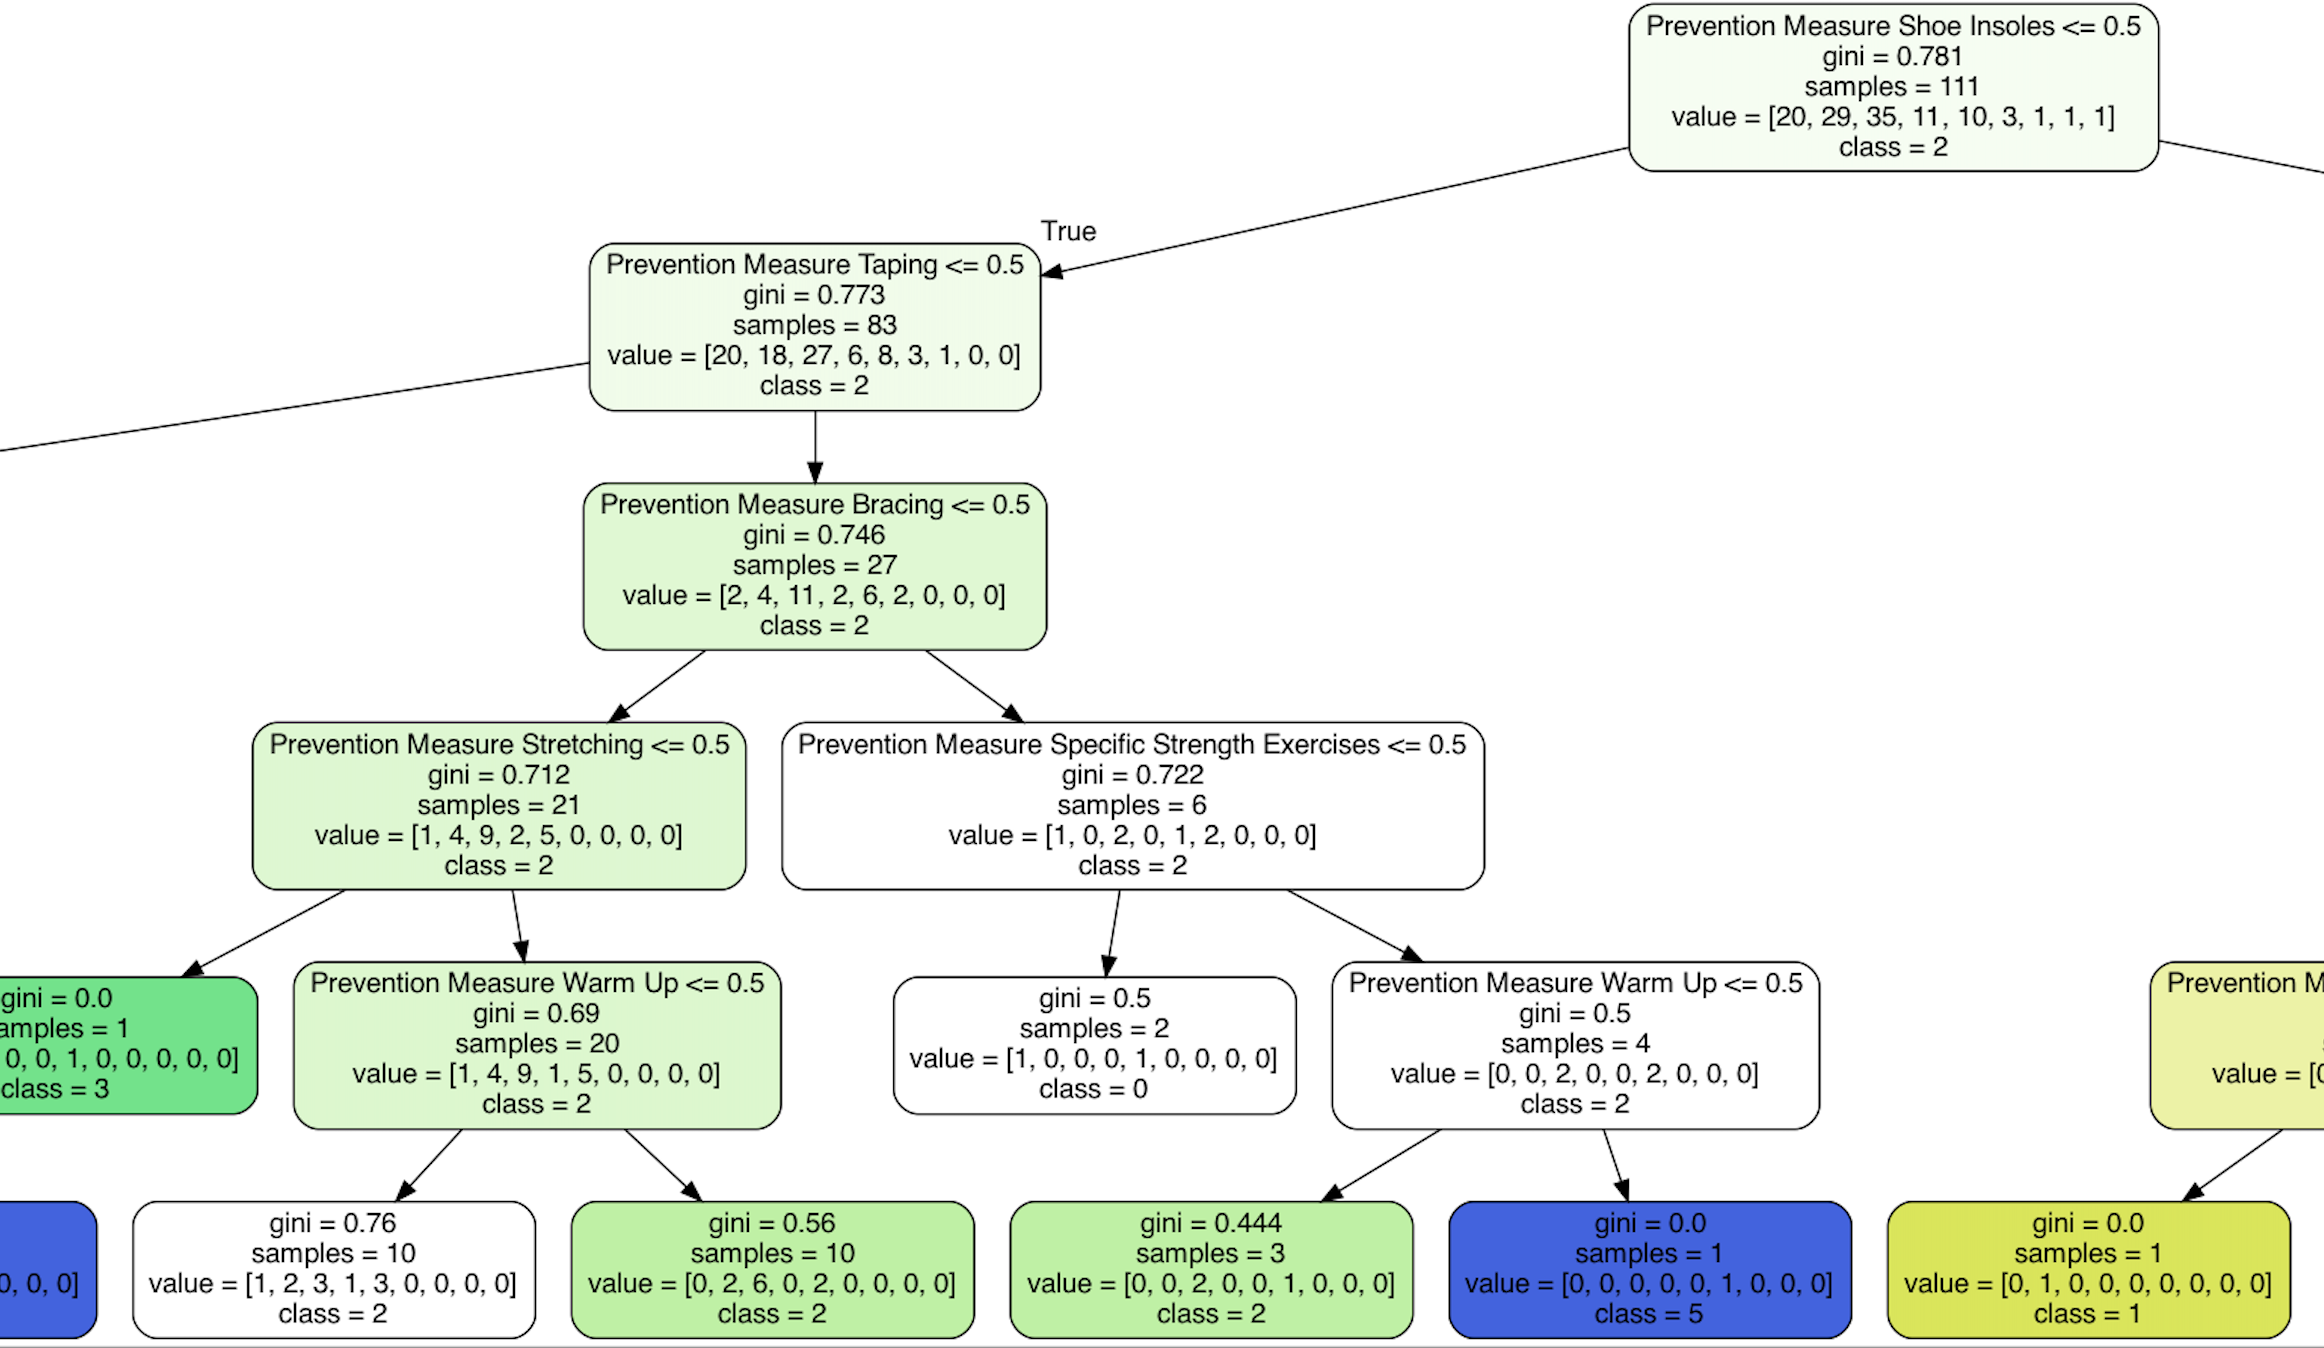 Prevention Measure Shoe Insoles <= 0.5
gini = 0.781
samples = 111
value = [20, 29, 35, 11, 10, 3, 1, 1, 1]
class = 2
True
Prevention Measure Taping <= 0.5
gini = 0.773
samples = 83
value = [20, 18, 27, 6, 8, 3, 1, 0, 0]
class = 2
Prevention Measure Bracing <= 0.5
gini = 0.746
samples = 27
value = [2, 4, 11, 2, 6, 2, 0, 0, 0]
class = 2
Prevention Measure Stretching <= 0.5
gini = 0.712
samples = 21
value = [1, 4, 9, 2, 5, 0, 0, 0, 0]
class = 2
Prevention Measure Specific Strength Exercises <= 0.5
gini = 0.722
samples = 6
value = [1, 0, 2, 0, 1, 2, 0, 0, 0]
class = 2
gini = 0.0
amples = 1
0, 0, 1, 0, 0, 0, 0, 0]
class = 3
Prevention Measure Warm Up <= 0.5
gini = 0.69
samples = 20
value = [1, 4, 9, 1, 5, 0, 0, 0, 0]
class = 2
gini = 0.5
samples = 2
value = [1, 0, 0, 0, 1, 0, 0, 0, 0]
class = 0
Prevention Measure Warm Up <= 0.5
gini = 0.5
samples = 4
value = [0, 0, 2, 0, 0, 2, 0, 0, 0]
class = 2
Prevention M
value = [0
0, 0, 0]
gini = 0.76
samples = 10
value = [1, 2, 3, 1, 3, 0, 0, 0, 0]
class = 2
gini = 0.56
samples = 10
value = [0, 2, 6, 0, 2, 0, 0, 0, 0]
class = 2
gini = 0.444
samples = 3
value = [0, 0, 2, 0, 0, 1, 0, 0, 0]
class = 2
gini = 0.0
samples = 1
value = [0, 0, 0, 0, 0, 1, 0, 0, 0]
class = 5
gini = 0.0
samples = 1
value = [0, 1, 0, 0, 0, 0, 0, 0, 0]
class = 1